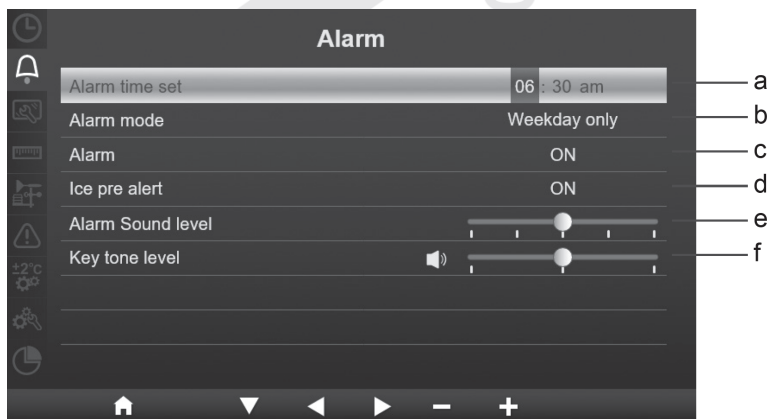 Alarm
Alarm time set 06 : 30 am a
Alarm mode Weekday only b
Alarm ON c
Ice pre alert ON d
Alarm Sound level e
Key tone level f
±2°C